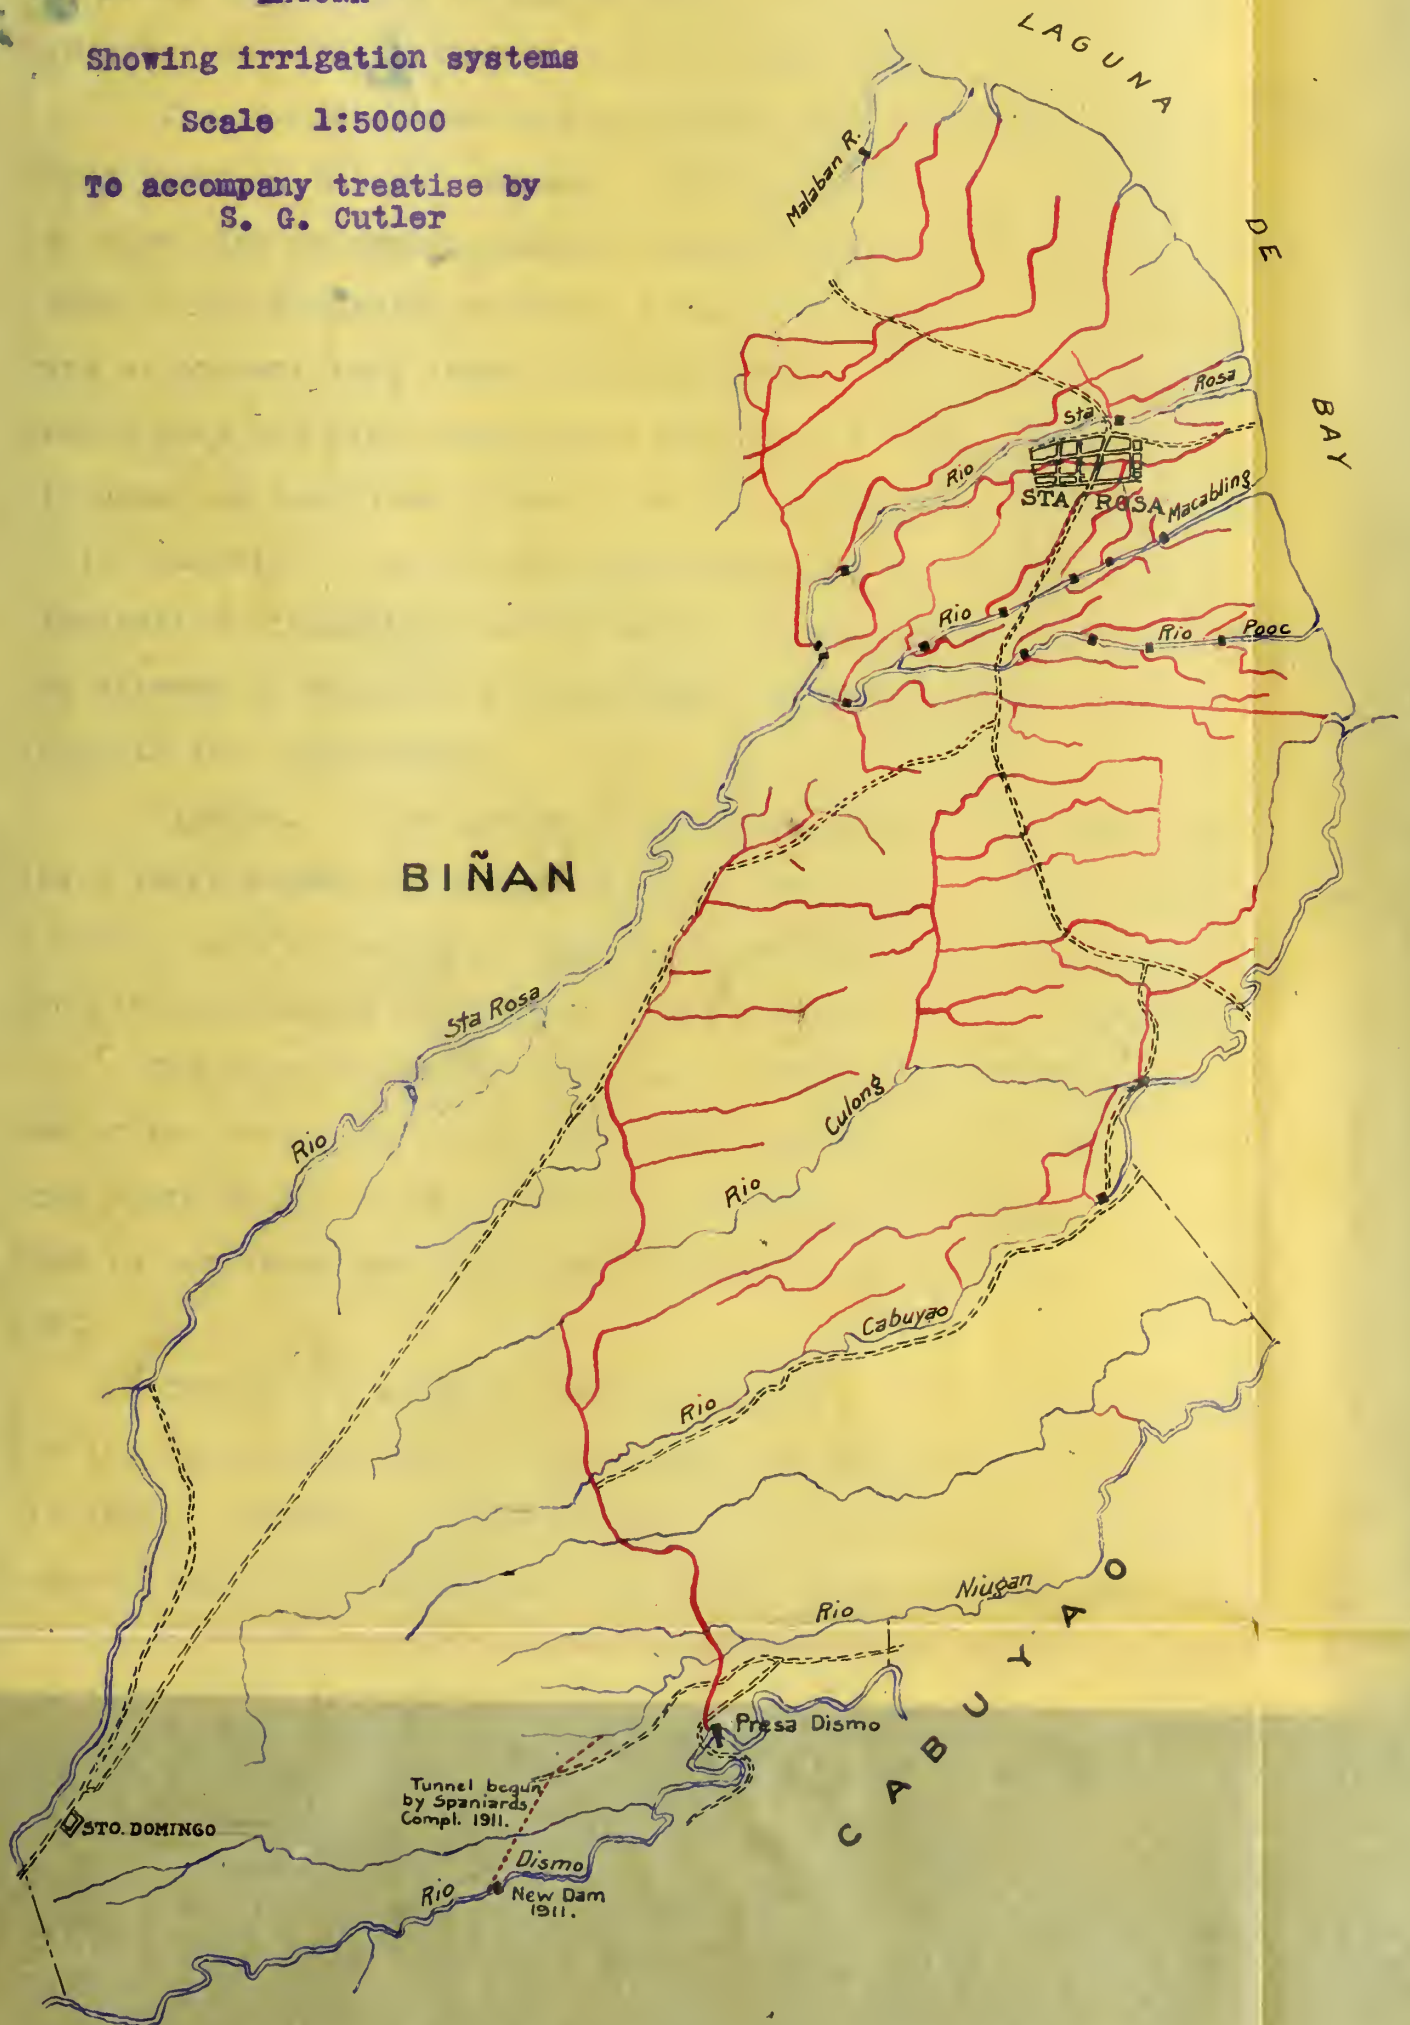 Showing irrigation systems
Scale 1:50000
To accompany treatise by
S. G. Cutler
LAGUNA
DE
BAY
Malaban R.
Rio Sta Rosa
STA ROSA
Rio Macabling
Rio Rio Pooc
BIÑAN
Rio Sta Rosa
Rio Culong
Rio Cabuyao
Rio Niugan
CABUYAO
Presa Dismo
Tunnel begun
by Spaniards
Compl. 1911.
STO. DOMINGO
Rio Dismo
New Dam
1911.